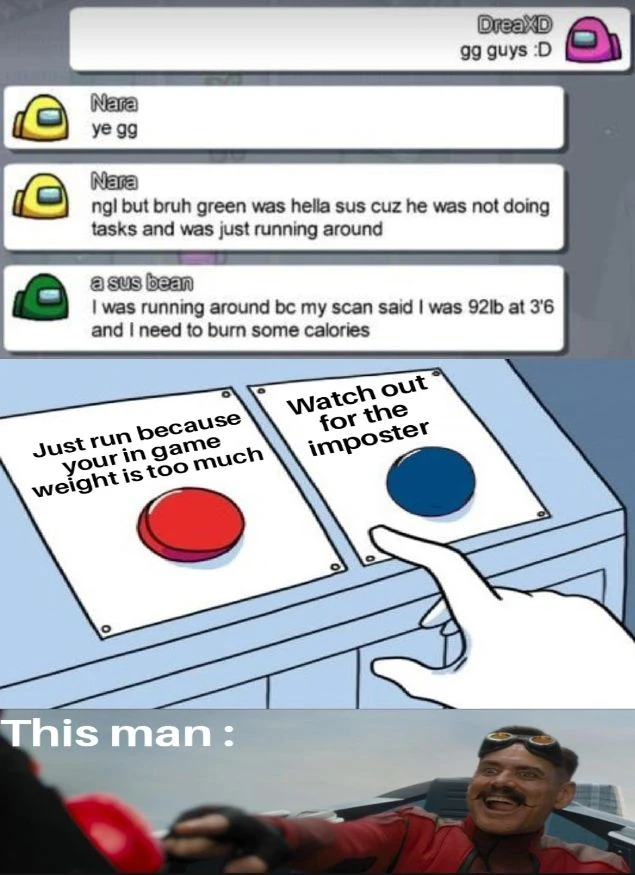 DreaXD
gg guys :D
Nara
ye gg
Nara
ngl but bruh green was hella sus cuz he was not doing
tasks and was just running around
a sus bean
I was running around bc my scan said I was 92lb at 3'6
and I need to burn some calories
Just run because
your in game
weight is too much
Watch out
for the
imposter
This man :